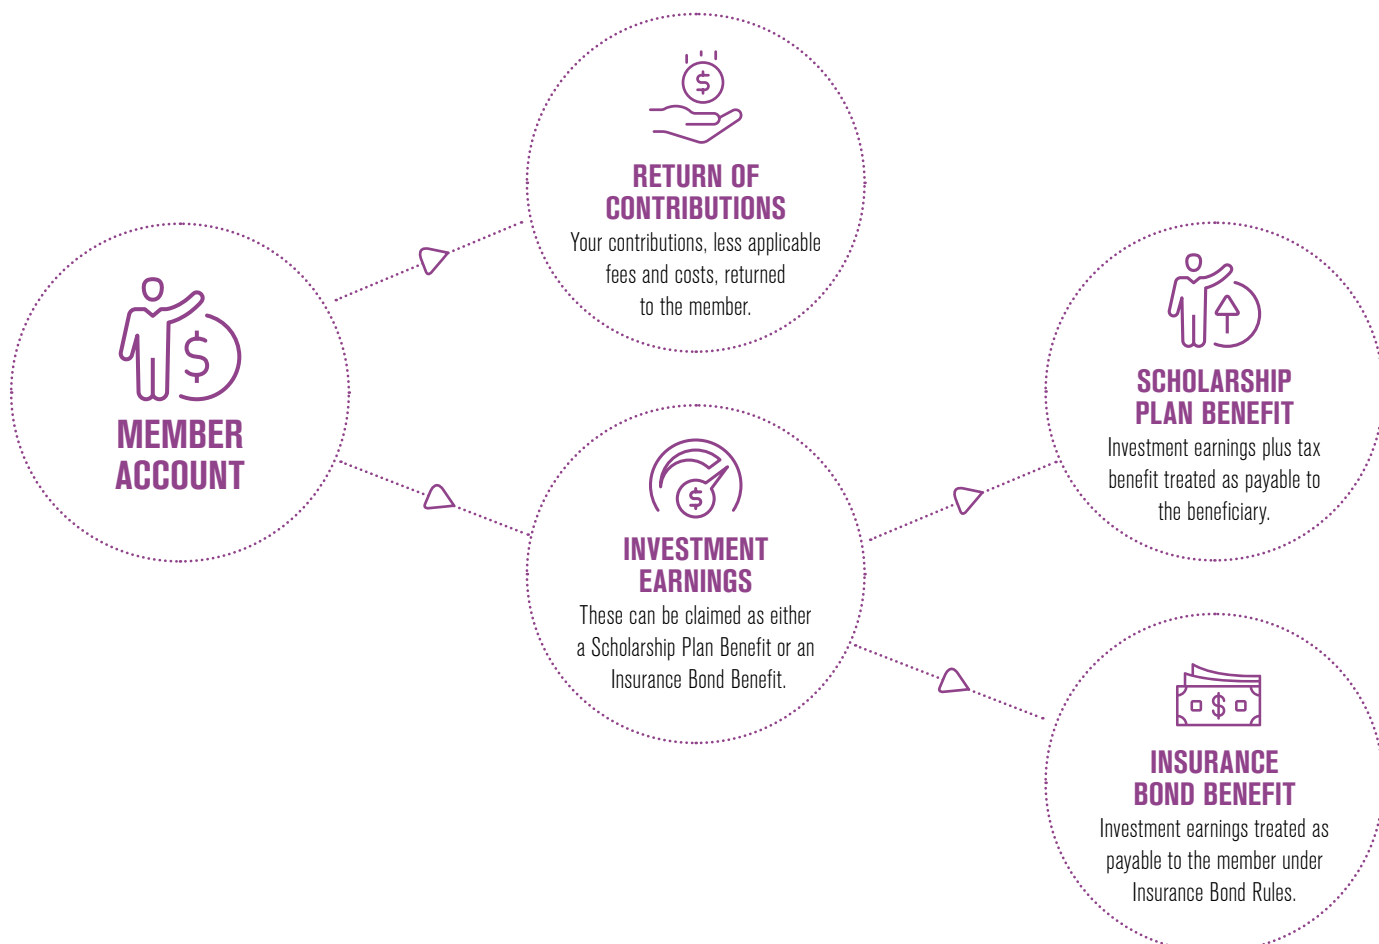 RETURN OF
CONTRIBUTIONS
Your contributions, less applicable
fees and costs, returned
to the member.
MEMBER
ACCOUNT
INVESTMENT
EARNINGS
These can be claimed as either
a Scholarship Plan Benefit or an
Insurance Bond Benefit.
SCHOLARSHIP
PLAN BENEFIT
Investment earnings plus tax
benefit treated as payable to
the beneficiary.
INSURANCE
BOND BENEFIT
Investment earnings treated as
payable to the member under
Insurance Bond Rules.